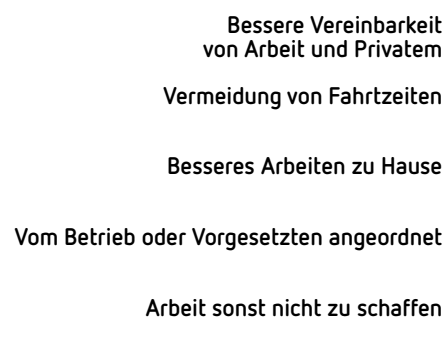 Bessere Vereinbarkeit
von Arbeit und Privatem
Vermeidung von Fahrtzeiten
Besseres Arbeiten zu Hause
Vom Betrieb oder Vorgesetzten angeordnet
Arbeit sonst nicht zu schaffen